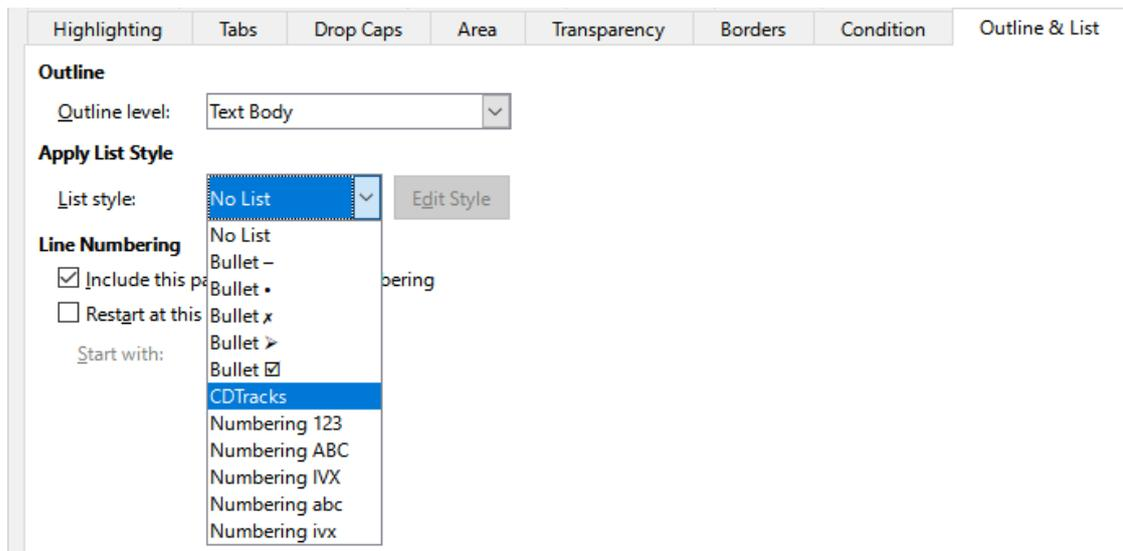 Highlighting Tabs Drop Caps Area Transparency Borders Condition Outline & List
Outline
Outline level: Text Body
Apply List Style
List style: No List Edit Style
No List
Line Numbering
Bullet –
Include this pa bering
Bullet •
Restart at this Bullet ✗
Bullet ➢
Start with:
Bullet ☑
CDTracks
Numbering 123
Numbering ABC
Numbering IVX
Numbering abc
Numbering ivx